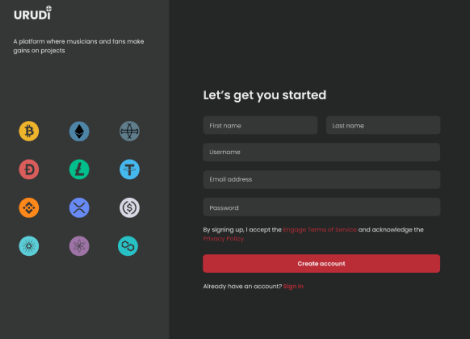 URUDi
A platform where musicians and fans make
gains on projects
Let's get you started
First name
Last name
Username
Email address
Password
By signing up, I accept the Engage Terms of Service and acknowledge the
Privacy Policy
Create account
Already have an account? Sign in